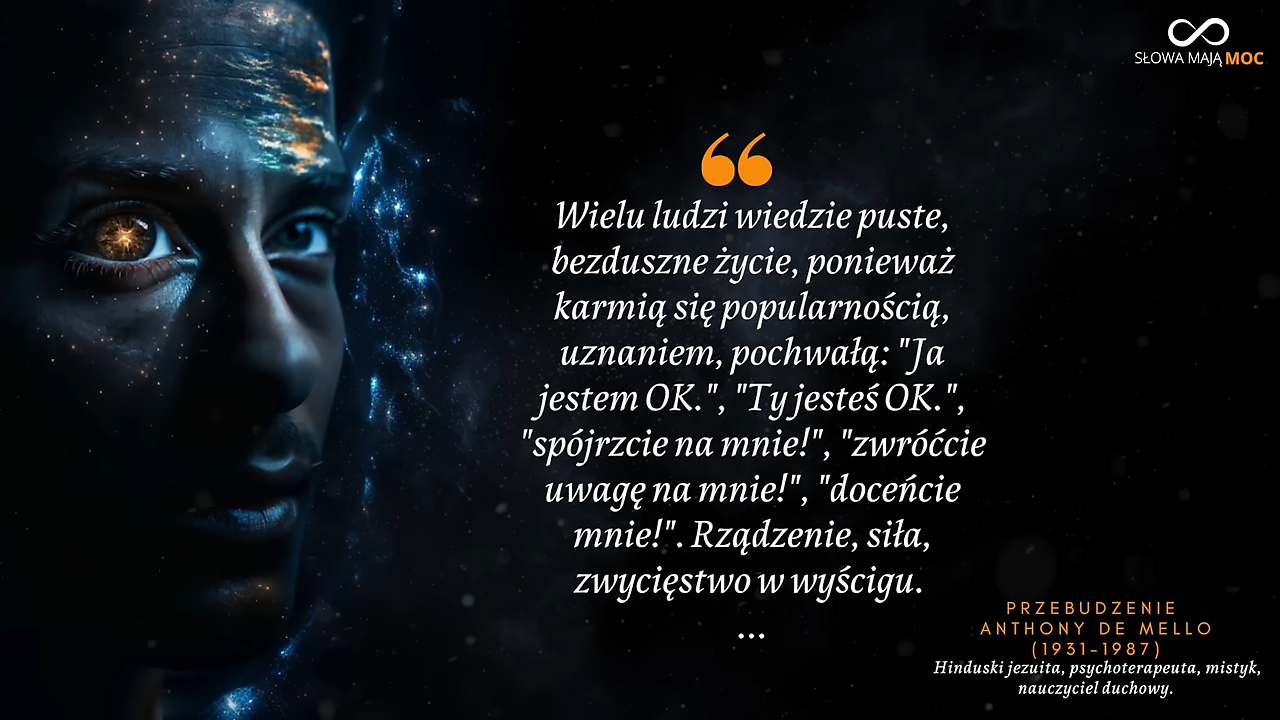 SŁOWA MAJĄ MOC
❝
Wielu ludzi wiedzie puste,
bezduszne życie, ponieważ
karmią się popularnością,
uznaniem, pochwałą: "Ja
jestem OK.", "Ty jesteś OK.",
"spójrzcie na mnie!", "zwróćcie
uwagę na mnie!", "doceńcie
mnie!". Rządzenie, siła,
zwycięstwo w wyścigu.
...
PRZEBUDZENIE
ANTHONY DE MELLO
(1931-1987)
Hinduski jezuita, psychoterapeuta, mistyk,
nauczyciel duchowy.